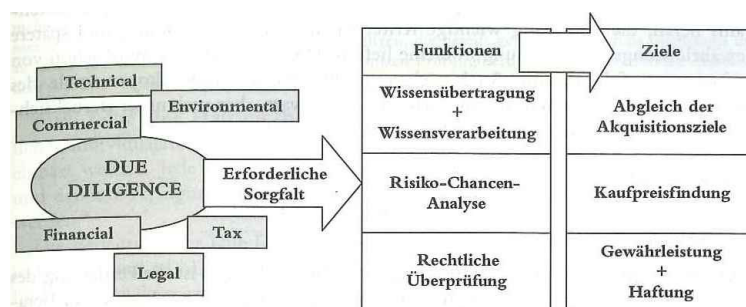 Technical
Environmental
Commercial
DUE
DILIGENCE
Financial
Tax
Legal
Erforderliche
Sorgfalt
Funktionen
Ziele
Wissensübertragung
+
Wissensverarbeitung
Abgleich der
Akquisitionsziele
Risiko-Chancen-
Analyse
Kaufpreisfindung
Rechtliche
Überprüfung
Gewährleistung
+
Haftung